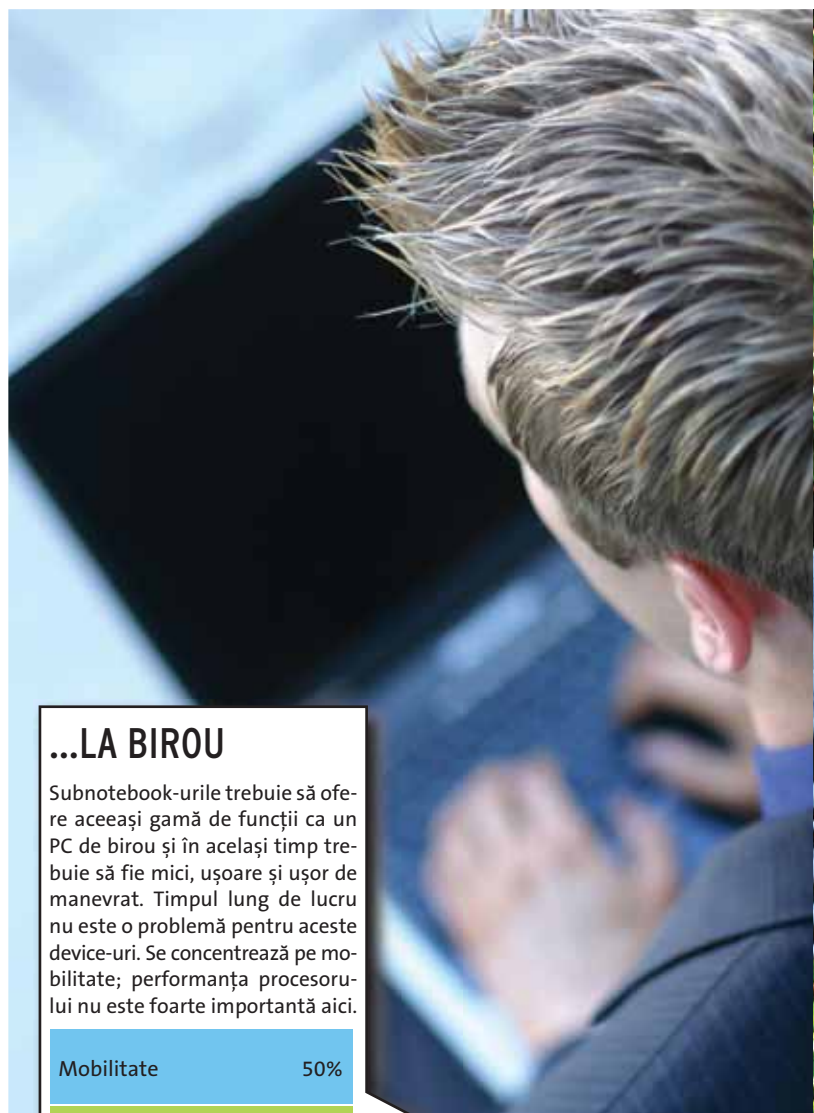 ...LA BIROU
Subnotebook-urile trebuie să ofe-
re aceeași gamă de funcții ca un
PC de birou și în același timp tre-
buie să fie mici, ușoare și ușor de
manevrat. Timpul lung de lucru
nu este o problemă pentru aceste
device-uri. Se concentrează pe mo-
bilitate; performanța procesoru-
lui nu este foarte importantă aici.
Mobilitate 50%